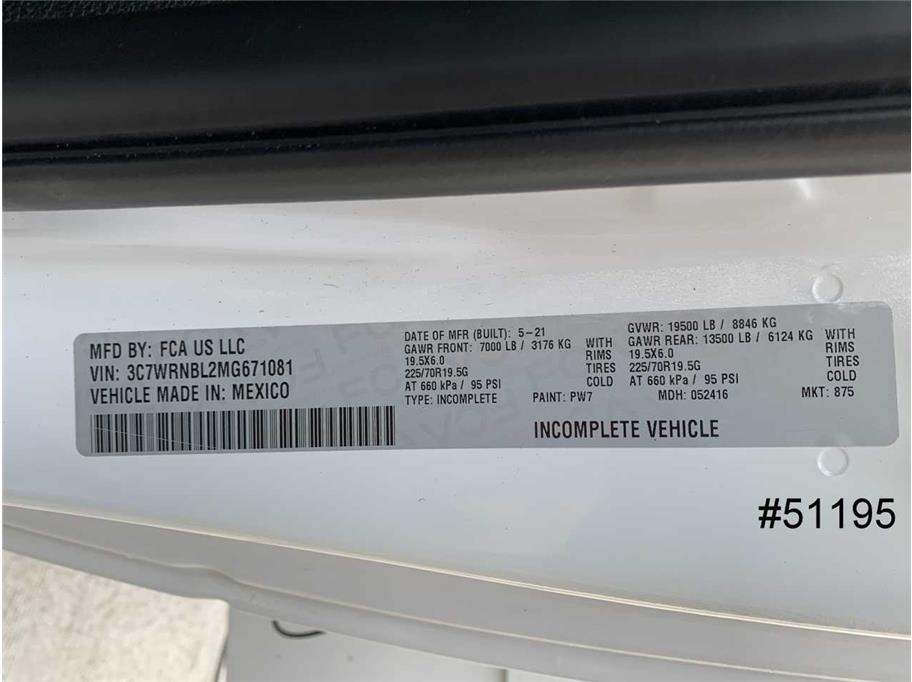 MFD BY: FCA US LLC
VIN: 3C7WRNBL2MG671081
VEHICLE MADE IN: MEXICO
DATE OF MFR (BUILT): 5-21
GAWR FRONT: 7000 LB / 3176 KG WITH
19.5X6.0 RIMS
225/70R19.5G TIRES
AT 660 kPa / 95 PSI COLD
TYPE: INCOMPLETE PAINT: PW7
GVWR: 19500 LB / 8846 KG
GAWR REAR: 13500 LB / 6124 KG WITH
19.5X6.0 RIMS
225/70R19.5G TIRES
AT 660 kPa / 95 PSI COLD
MDH: 052416 MKT: 875
INCOMPLETE VEHICLE
#51195